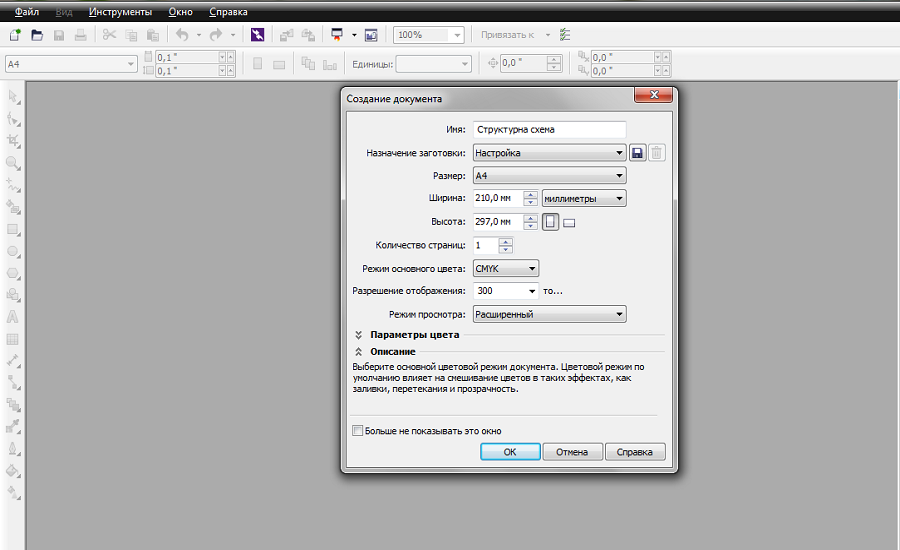 Файл Вид Инструменты Окно Справка
100% Привязать к
A4 0,1 " Единицы: 0,0 " 0,0 "
0,1 " 0,0 "
Создание документа
Имя: Структурна схема
Назначение заготовки: Настройка
Размер: A4
Ширина: 210,0 мм миллиметры
Высота: 297,0 мм
Количество страниц: 1
Режим основного цвета: CMYK
Разрешение отображения: 300 то...
Режим просмотра: Расширенный
Параметры цвета
Описание
Выберите основной цветовой режим документа. Цветовой режим по
умолчанию влияет на смешивание цветов в таких эффектах, как
заливки, перетекания и прозрачность.
Больше не показывать это окно
ОК Отмена Справка